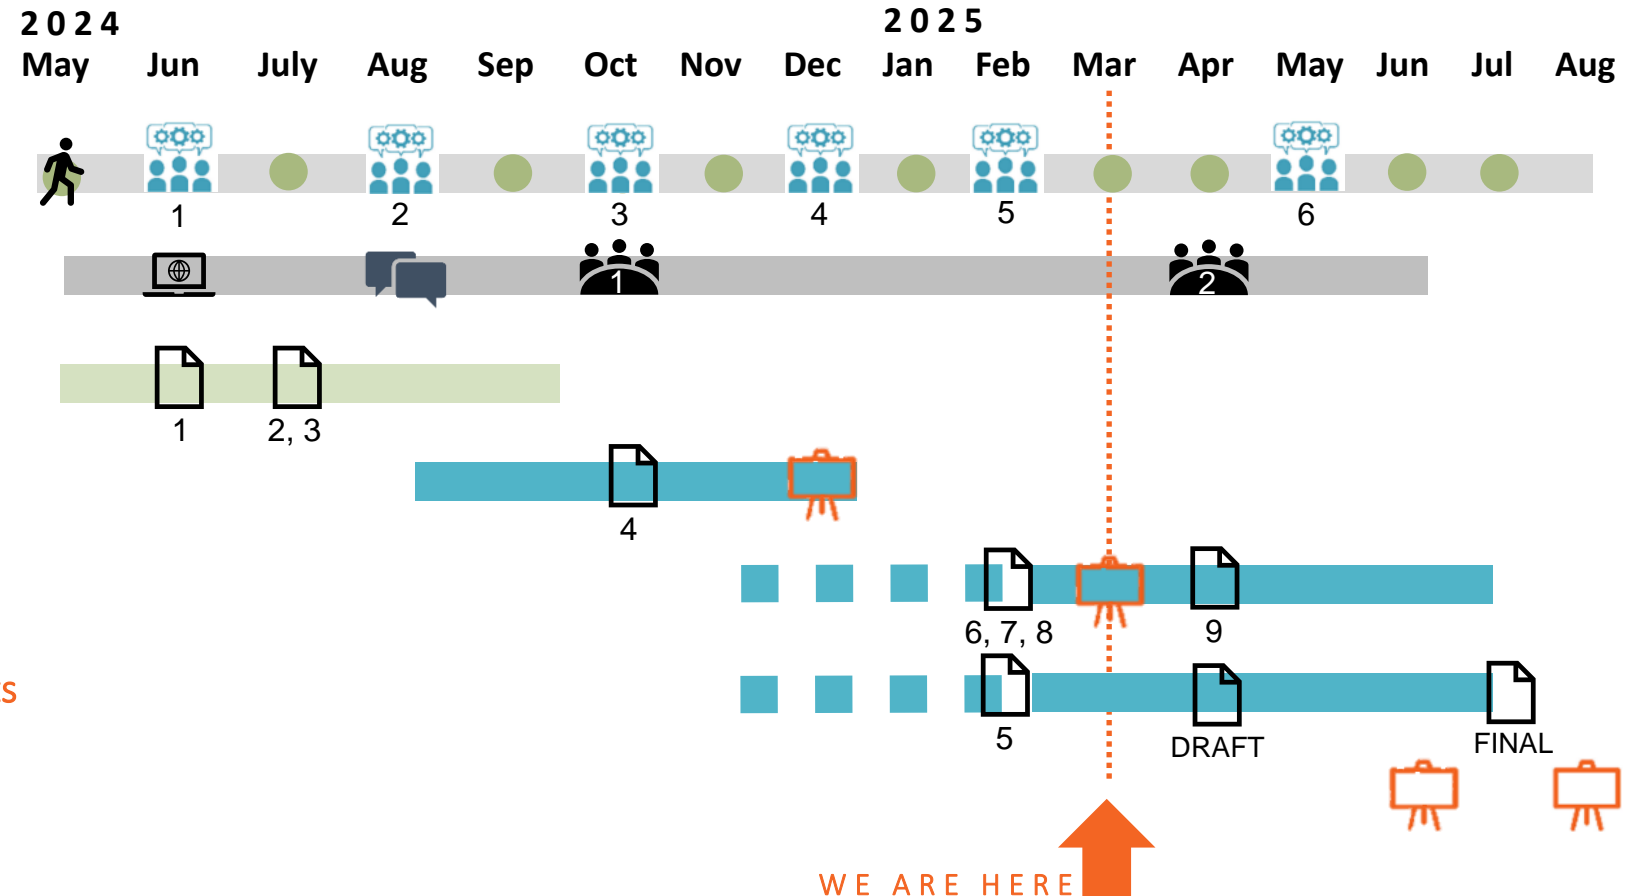 2024 2025
May Jun July Aug Sep Oct Nov Dec Jan Feb Mar Apr May Jun Jul Aug
1 2 3 4 5 6
1 2
1 2, 3
4
6, 7, 8 9
5 DRAFT FINAL
WE ARE HERE